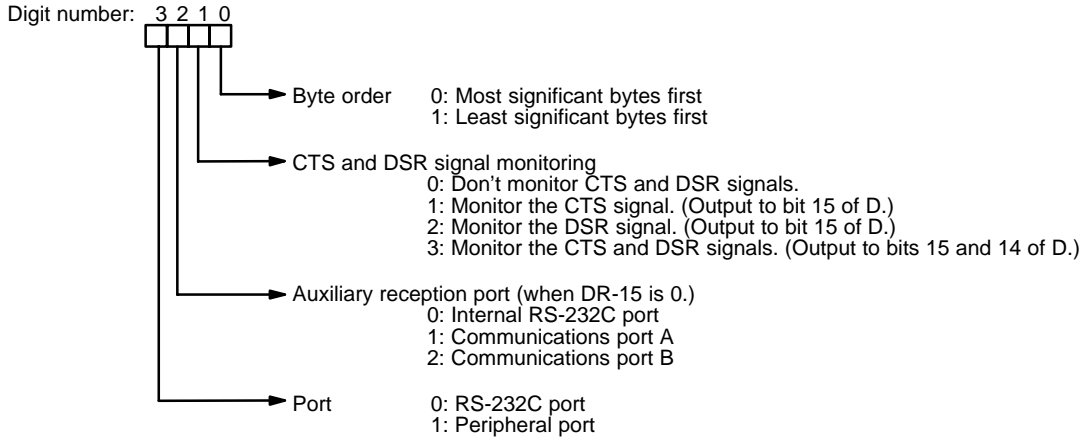 Digit number: 3 2 1 0
Byte order 0: Most significant bytes first
1: Least significant bytes first
CTS and DSR signal monitoring
0: Don't monitor CTS and DSR signals.
1: Monitor the CTS signal. (Output to bit 15 of D.)
2: Monitor the DSR signal. (Output to bit 15 of D.)
3: Monitor the CTS and DSR signals. (Output to bits 15 and 14 of D.)
Auxiliary reception port (when DR-15 is 0.)
0: Internal RS-232C port
1: Communications port A
2: Communications port B
Port 0: RS-232C port
1: Peripheral port